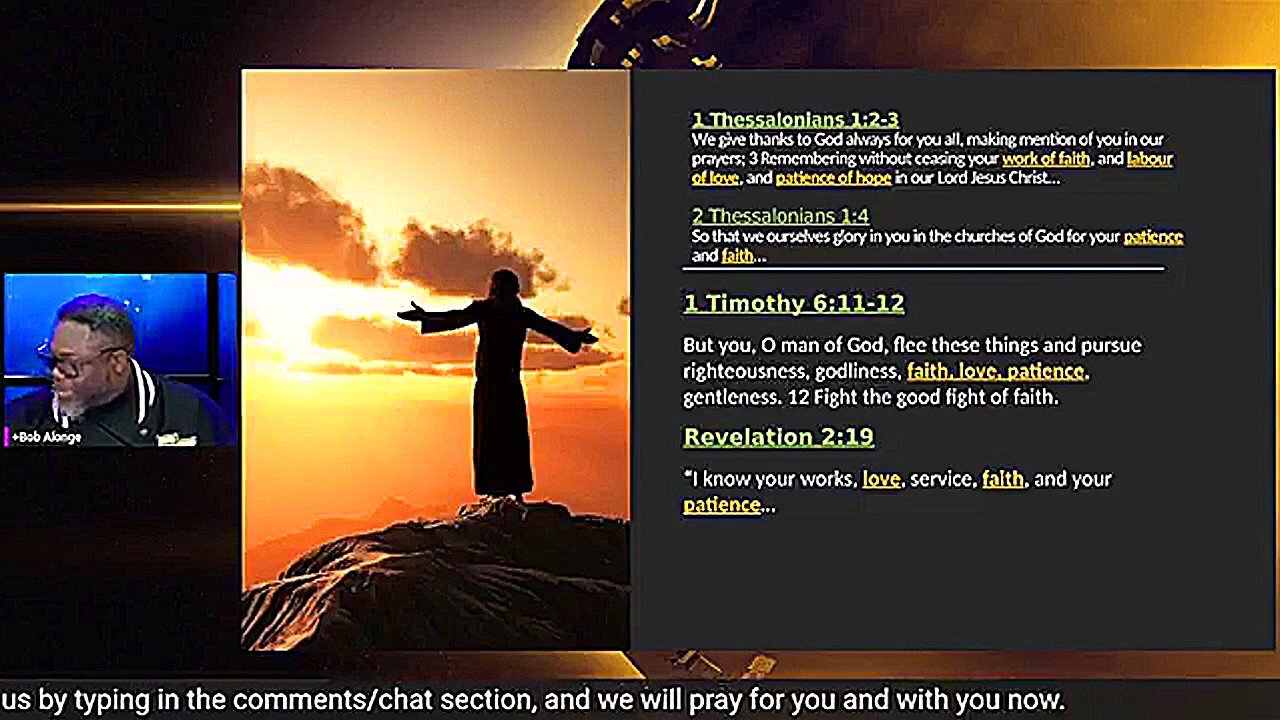 1 Thessalonians 1:2-3
We give thanks to God always for you all, making mention of you in our
prayers; 3 Remembering without ceasing your work of faith, and labour
of love, and patience of hope in our Lord Jesus Christ...
2 Thessalonians 1:4
So that we ourselves glory in you in the churches of God for your patience
and faith...
1 Timothy 6:11-12
But you, O man of God, flee these things and pursue
righteousness, godliness, faith, love, patience,
gentleness. 12 Fight the good fight of faith.
Revelation 2:19
“I know your works, love, service, faith, and your
patience...
+Bob Alonge
us by typing in the comments/chat section, and we will pray for you and with you now.